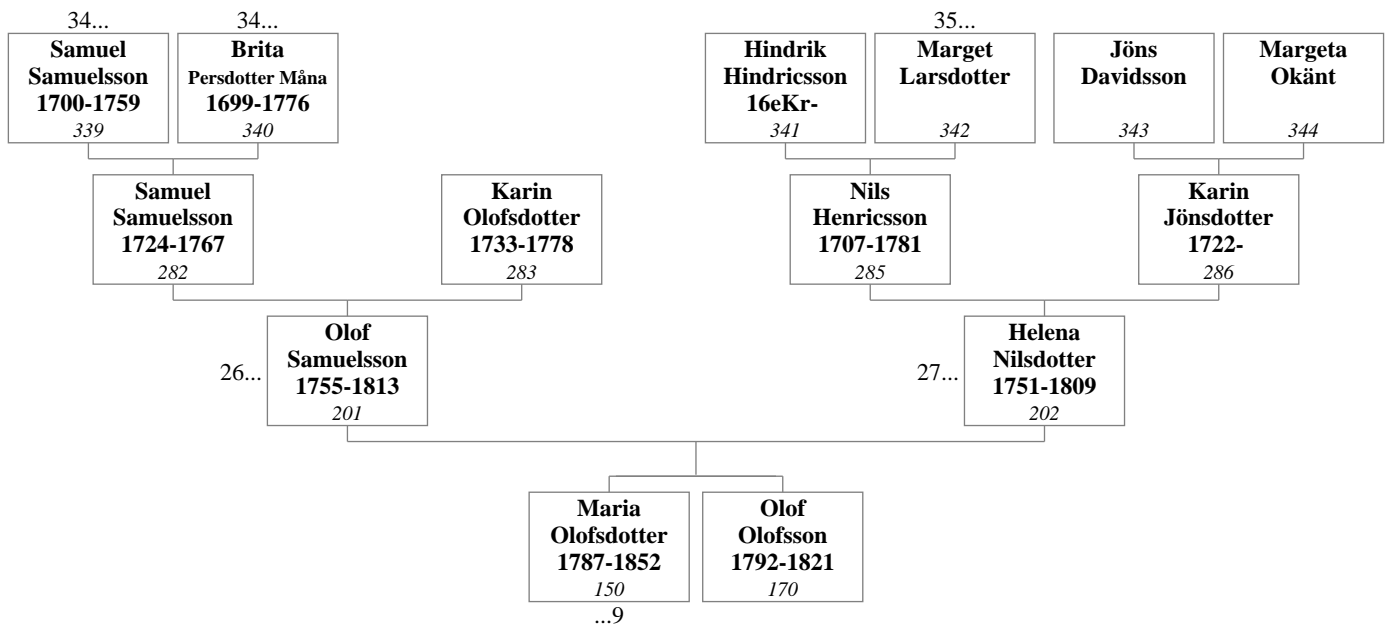 34...
34...
35...
Samuel
Samuelsson
1700-1759
339
Brita
Persdotter Måna
1699-1776
340
Hindrik
Hindricsson
16eKr-
341
Marget
Larsdotter
342
Jöns
Davidsson
343
Margeta
Okänt
344
Samuel
Samuelsson
1724-1767
282
Karin
Olofsdotter
1733-1778
283
Nils
Henricsson
1707-1781
285
Karin
Jönsdotter
1722-
286
26...
Olof
Samuelsson
1755-1813
201
27...
Helena
Nilsdotter
1751-1809
202
Maria
Olofsdotter
1787-1852
150
Olof
Olofsson
1792-1821
170
...9